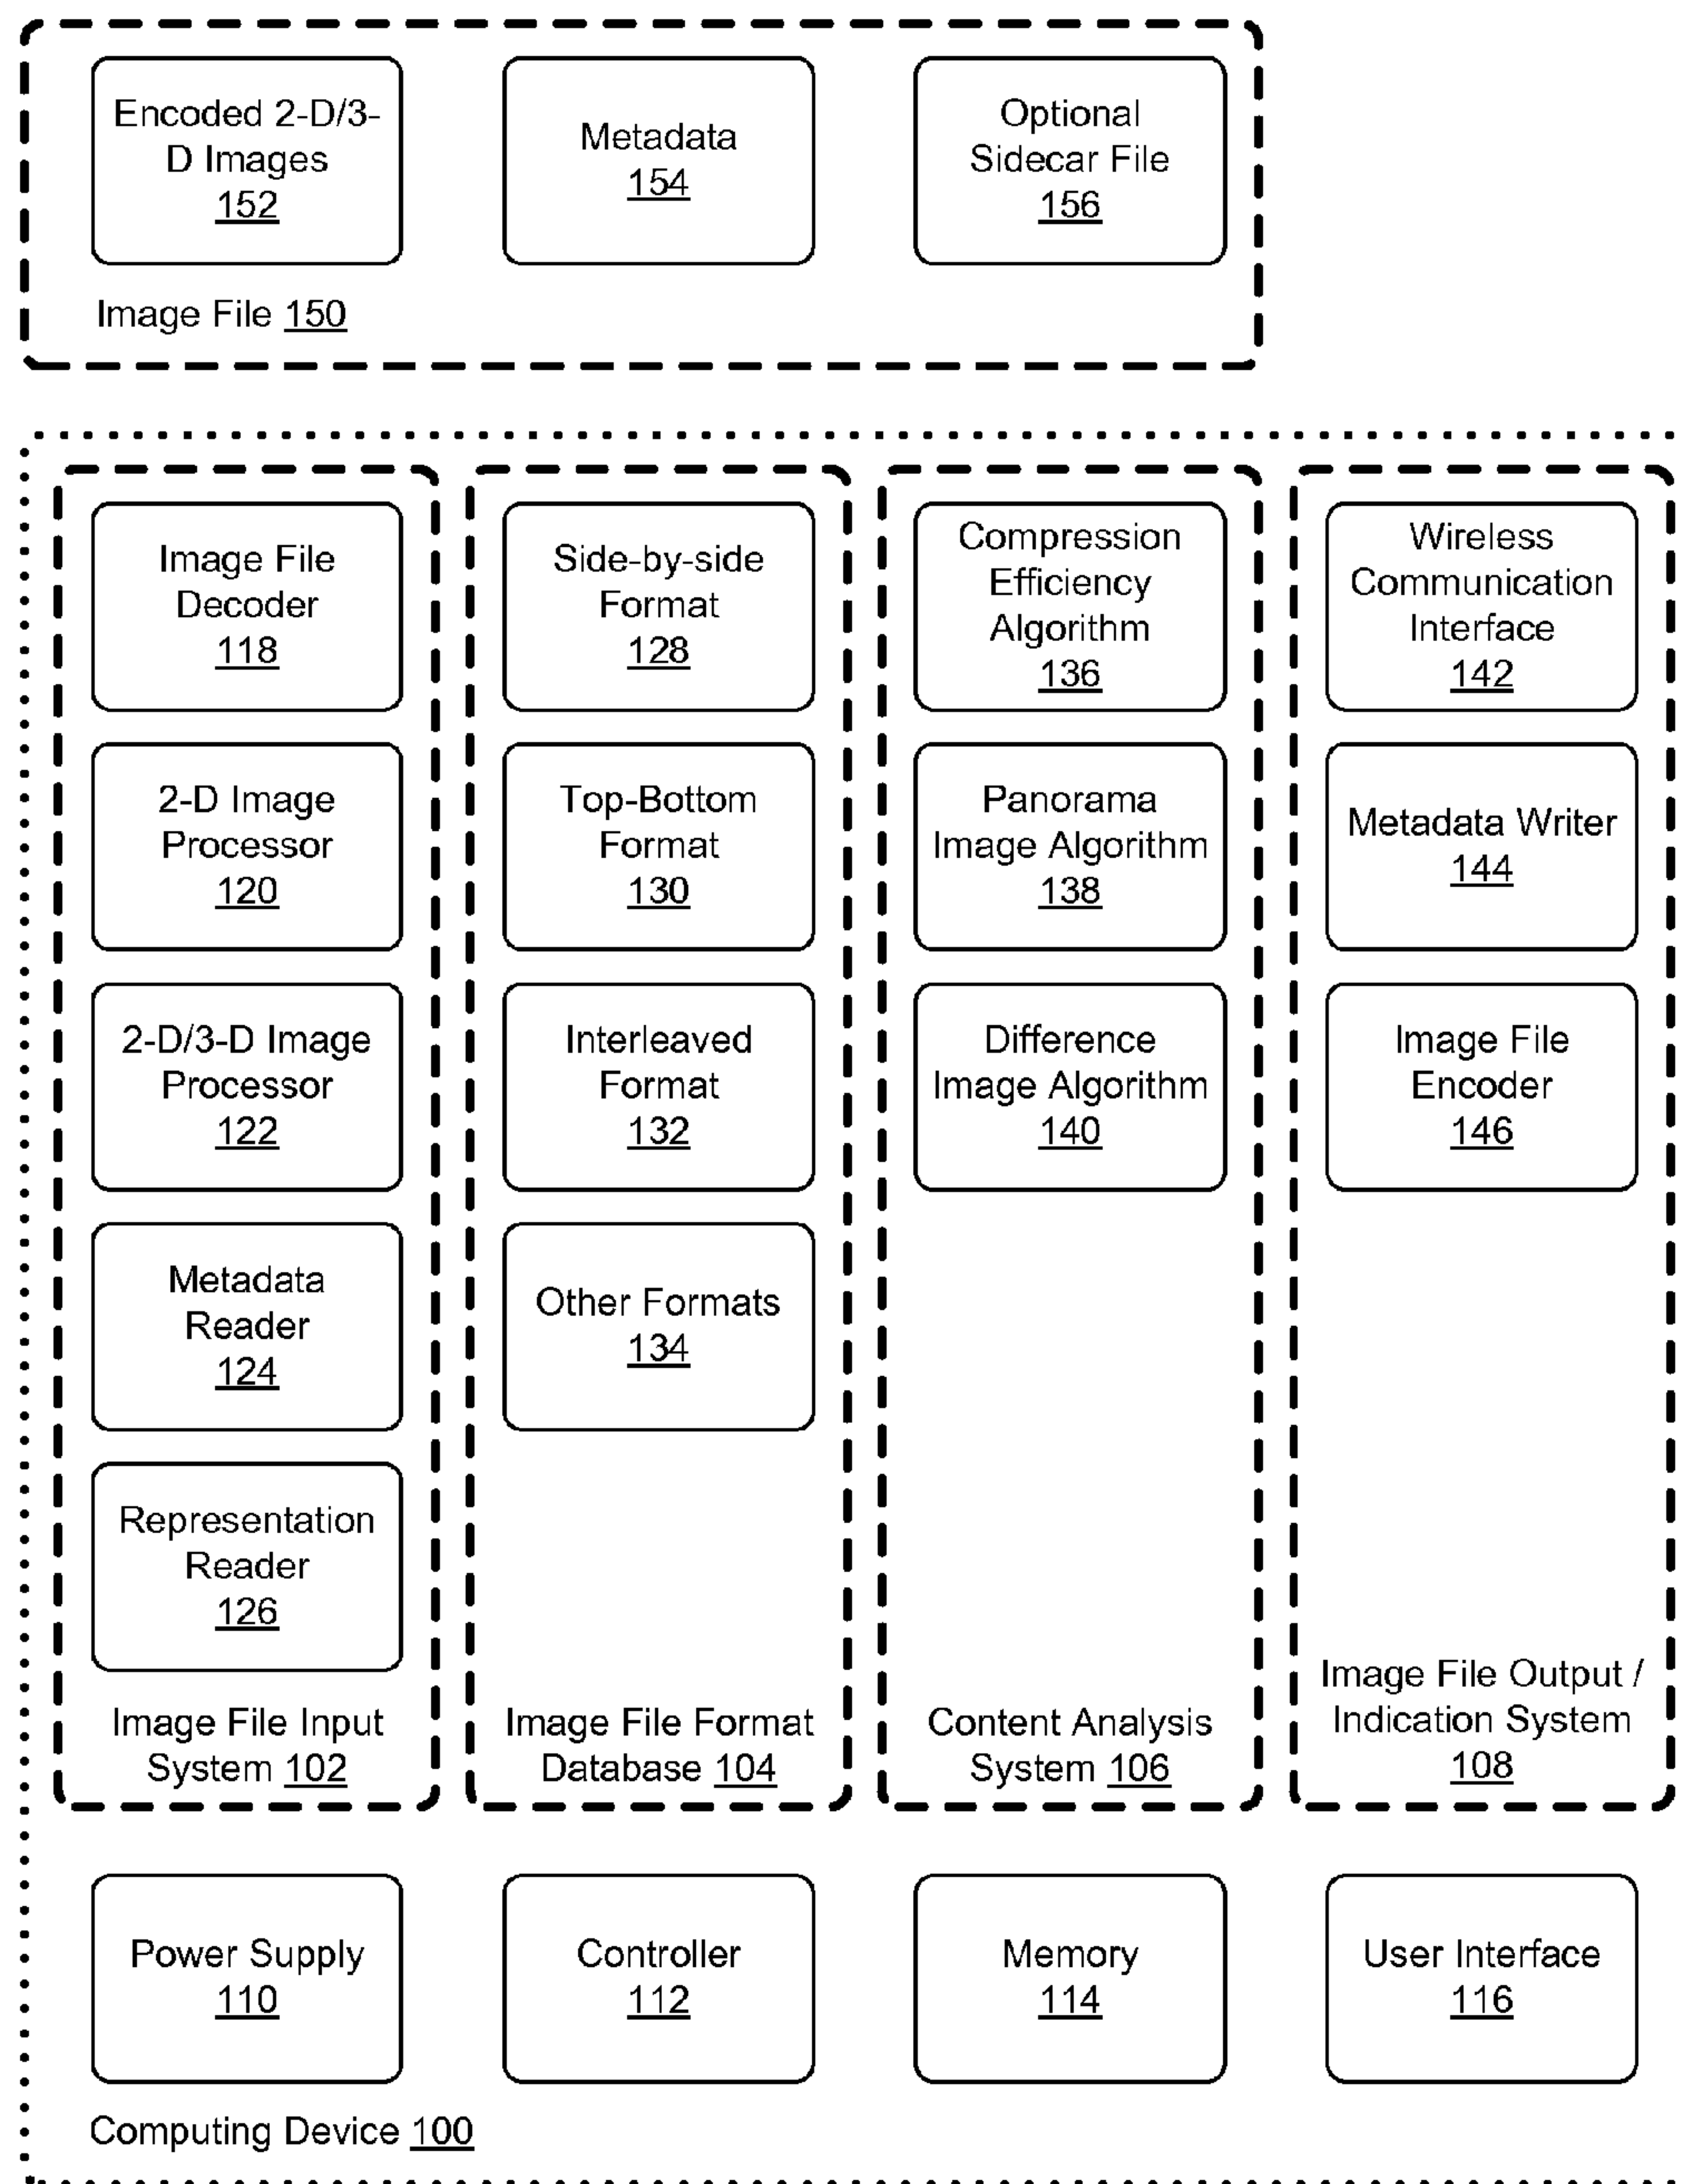 Encoded 2-D/3-
D Images
152
Metadata
154
Optional
Sidecar File
156
Image File 150
Image File
Decoder
118
2-D Image
Processor
120
2-D/3-D Image
Processor
122
Metadata
Reader
124
Representation
Reader
126
Image File Input
System 102
Side-by-side
Format
128
Top-Bottom
Format
130
Interleaved
Format
132
Other Formats
134
Image File Format
Database 104
Compression
Efficiency
Algorithm
136
Panorama
Image Algorithm
138
Difference
Image Algorithm
140
Content Analysis
System 106
Wireless
Communication
Interface
142
Metadata Writer
144
Image File
Encoder
146
Image File Output /
Indication System
108
Power Supply
110
Controller
112
Memory
114
User Interface
116
Computing Device 100